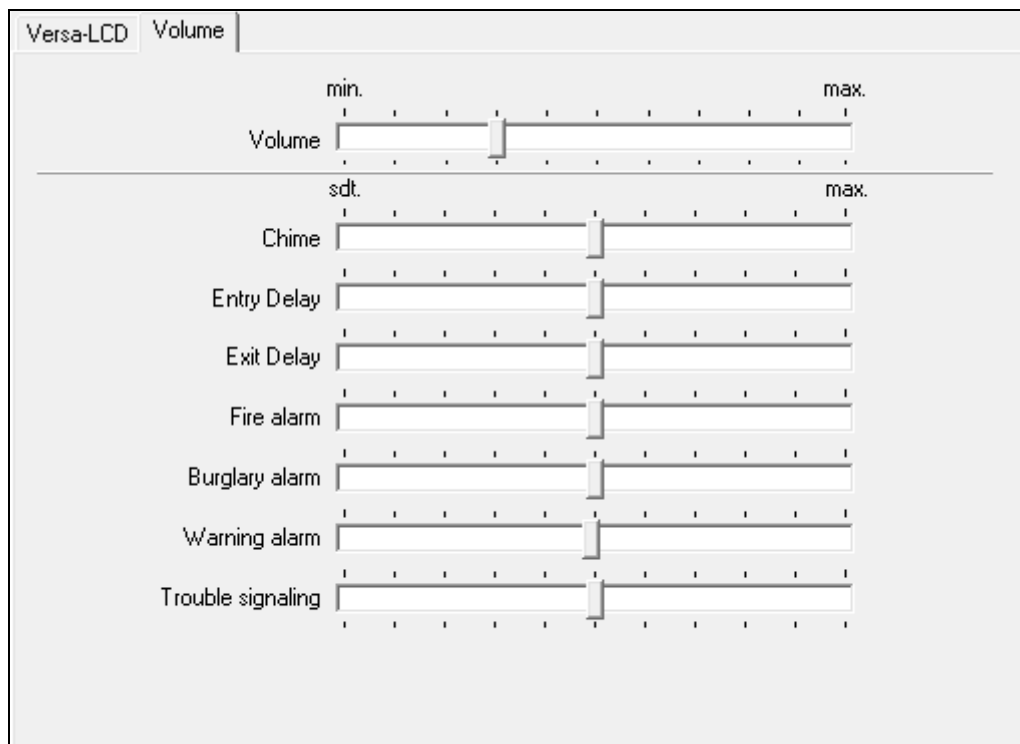 Versa-LCD Volume
min. max.
Volume
sdt. max.
Chime
Entry Delay
Exit Delay
Fire alarm
Burglary alarm
Warning alarm
Trouble signaling